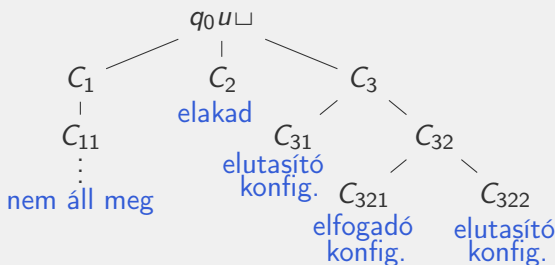 q₀u⊔
C₁ C₂ C₃
elakad
C₁₁ C₃₁ C₃₂
elutasító
konfig.
⋮
nem áll meg
C₃₂₁ C₃₂₂
elfogadó elutasító
konfig. konfig.